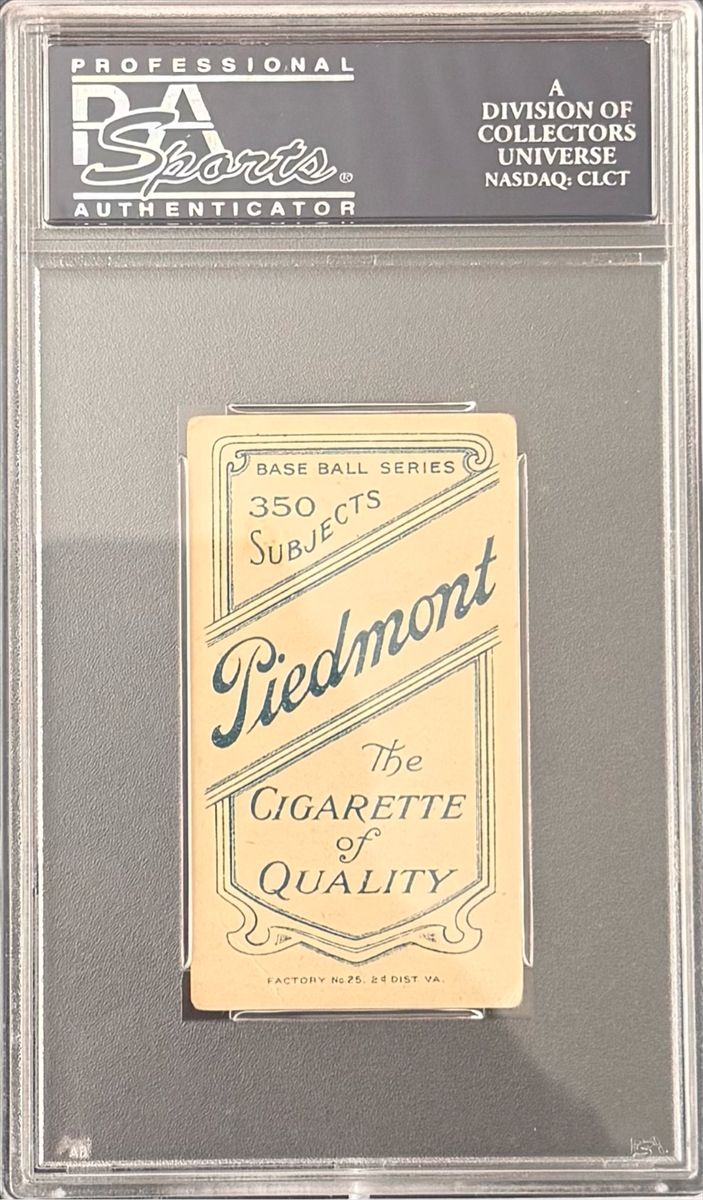 PROFESSIONAL
PSA
Sports®
AUTHENTICATOR
A
DIVISION OF
COLLECTORS
UNIVERSE
NASDAQ: CLCT
BASE BALL SERIES
350
SUBJECTS
Piedmont
The
CIGARETTE
of
QUALITY
FACTORY No 25. 2d DIST VA.